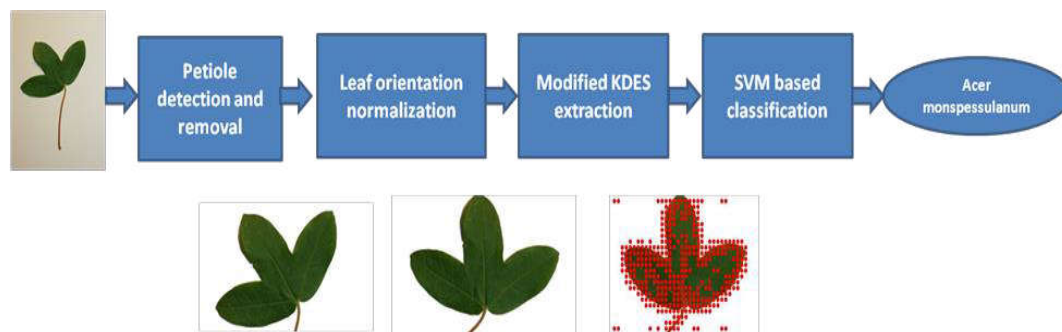 Petiole
detection and
removal
Leaf orientation
normalization
Modified KDES
extraction
SVM based
classification
Acer
monspessulanum